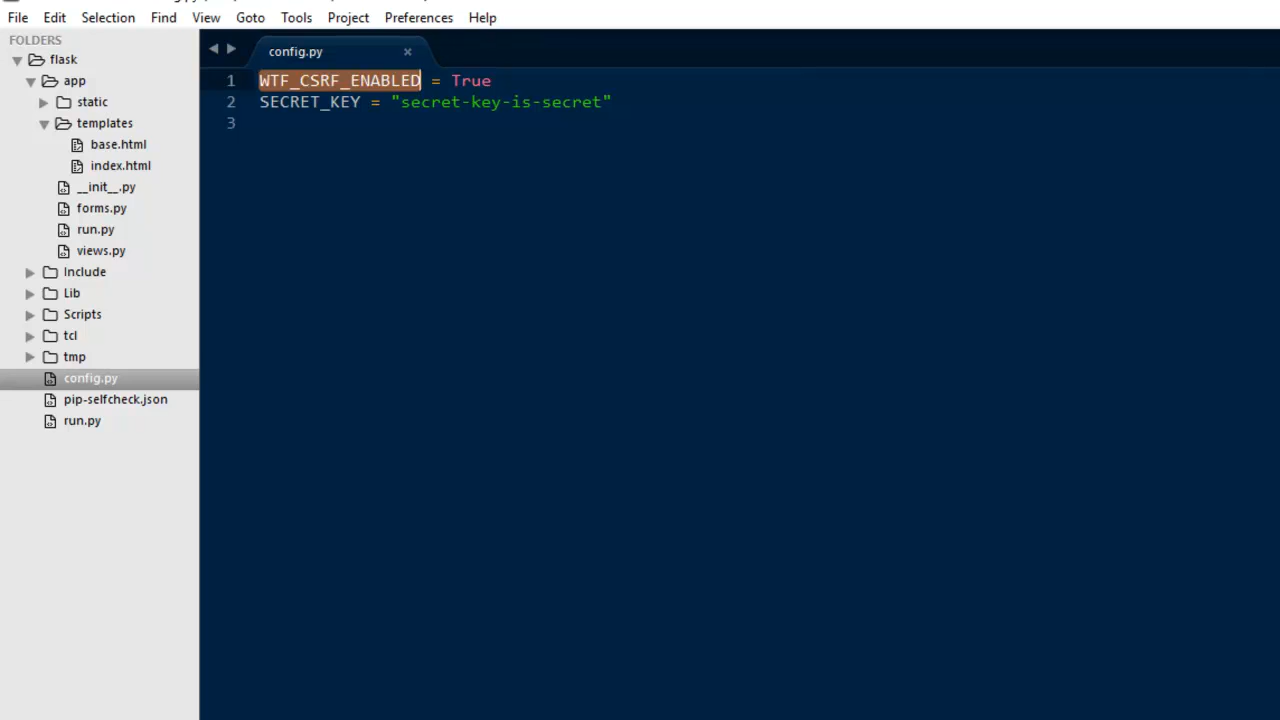 File Edit Selection Find View Goto Tools Project Preferences Help
FOLDERS
flask
app
static
templates
base.html
index.html
__init__.py
forms.py
run.py
views.py
Include
Lib
Scripts
tcl
tmp
config.py
pip-selfcheck.json
run.py
config.py ×
1 WTF_CSRF_ENABLED = True
2 SECRET_KEY = "secret-key-is-secret"
3